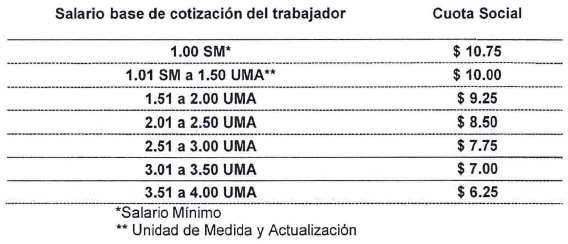 Salario base de cotización del trabajador Cuota Social
1.00 SM* $ 10.75
1.01 SM a 1.50 UMA** $ 10.00
1.51 a 2.00 UMA $ 9.25
2.01 a 2.50 UMA $ 8.50
2.51 a 3.00 UMA $ 7.75
3.01 a 3.50 UMA $ 7.00
3.51 a 4.00 UMA $ 6.25
*Salario Mínimo
** Unidad de Medida y Actualización